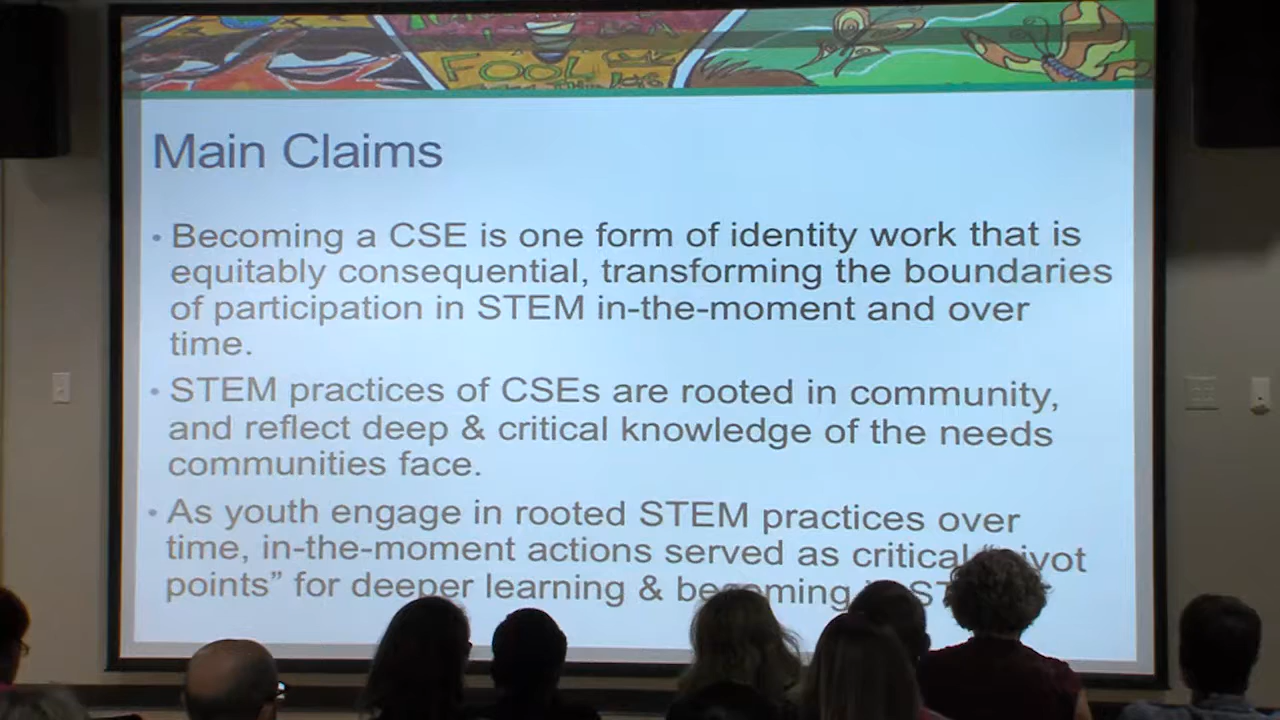 FOOL
Main Claims
• Becoming a CSE is one form of identity work that is
equitably consequential, transforming the boundaries
of participation in STEM in-the-moment and over
time.
• STEM practices of CSEs are rooted in community,
and reflect deep & critical knowledge of the needs
communities face.
• As youth engage in rooted STEM practices over
time, in-the-moment actions served as critical
points” for deeper learning &